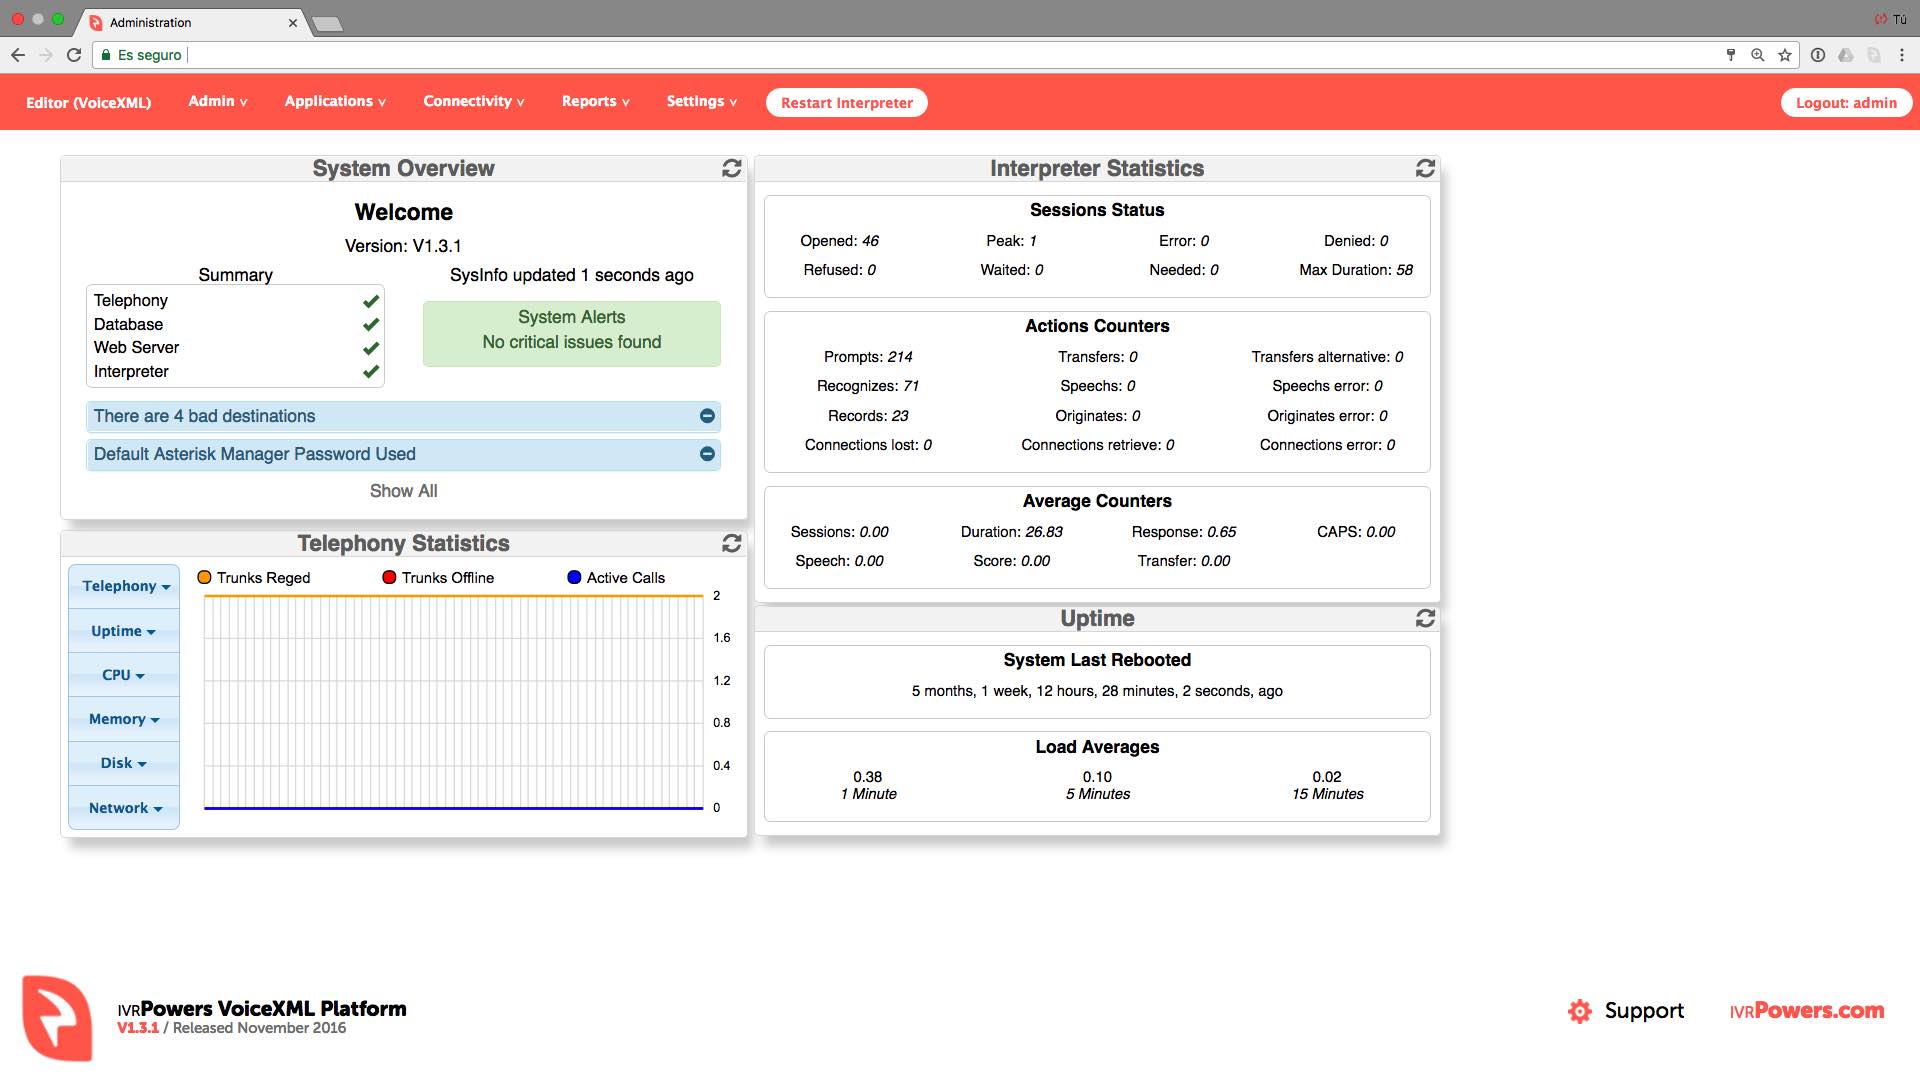 Administration
Tú
Es seguro
Editor (VoiceXML) Admin Applications Connectivity Reports Settings Restart Interpreter Logout: admin
System Overview
Welcome
Version: V1.3.1
Summary
Telephony
Database
Web Server
Interpreter
SysInfo updated 1 seconds ago
System Alerts
No critical issues found
There are 4 bad destinations
Default Asterisk Manager Password Used
Show All
Telephony Statistics
Telephony
Uptime
CPU
Memory
Disk
Network
Trunks Reged Trunks Offline Active Calls
2
1.6
1.2
0.8
0.4
0
Interpreter Statistics
Sessions Status
Opened: 46 Peak: 1 Error: 0 Denied: 0
Refused: 0 Waited: 0 Needed: 0 Max Duration: 58
Actions Counters
Prompts: 214 Transfers: 0 Transfers alternative: 0
Recognizes: 71 Speechs: 0 Speechs error: 0
Records: 23 Originates: 0 Originates error: 0
Connections lost: 0 Connections retrieve: 0 Connections error: 0
Average Counters
Sessions: 0.00 Duration: 26.83 Response: 0.65 CAPS: 0.00
Speech: 0.00 Score: 0.00 Transfer: 0.00
Uptime
System Last Rebooted
5 months, 1 week, 12 hours, 28 minutes, 2 seconds, ago
Load Averages
0.38 0.10 0.02
1 Minute 5 Minutes 15 Minutes
IVRPowers VoiceXML Platform
V1.3.1 / Released November 2016
Support
IVRPowers.com